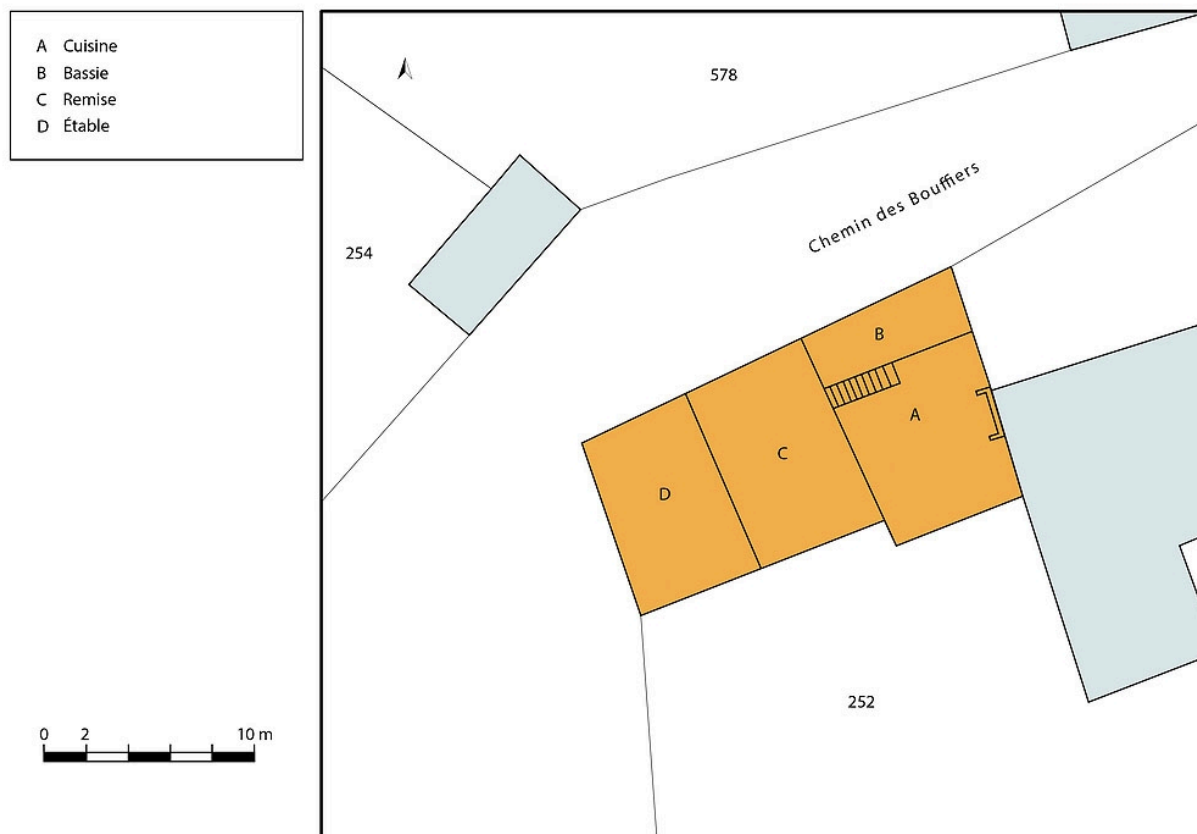 A Cuisine
B Bassie
C Remise
D Étable
578
Chemin des Bouffiers
254
B
A
C
D
252
0 2 10 m